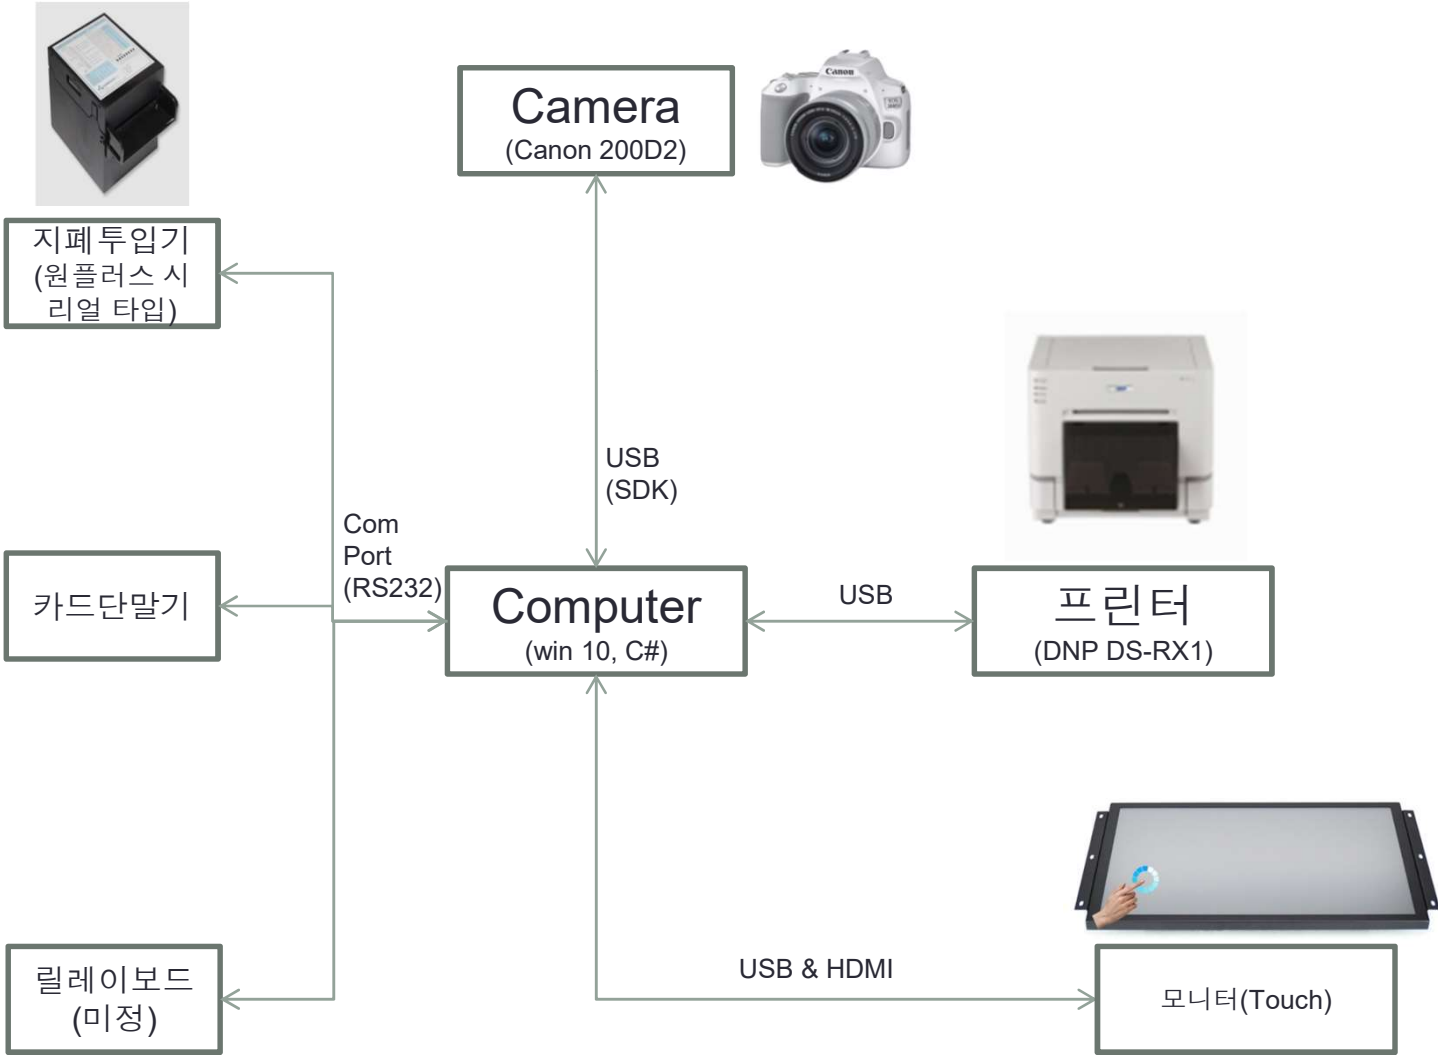 Camera
(Canon 200D2)
Canon
지폐투입기
(원플러스 시
리얼 타입)
USB
(SDK)
Com
Port
(RS232)
카드단말기
Computer
(win 10, C#)
USB
프린터
(DNP DS-RX1)
릴레이보드
(미정)
USB & HDMI
모니터(Touch)